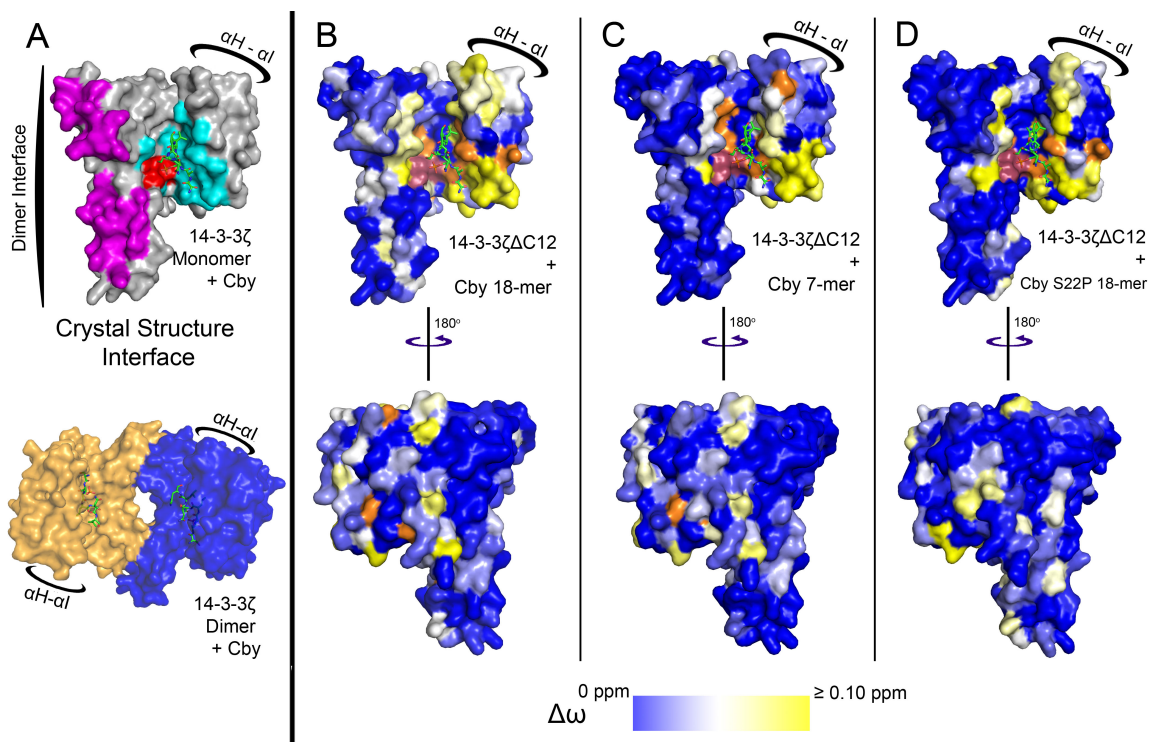 A
αH - αI
Dimer Interface
14-3-3ζ
Monomer
+ Cby
Crystal Structure
Interface
αH-αI
αH-αI
14-3-3ζ
Dimer
+ Cby
B
αH - αI
14-3-3ζΔC12
+
Cby 18-mer
180°
C
αH - αI
14-3-3ζΔC12
+
Cby 7-mer
180°
D
αH - αI
14-3-3ζΔC12
+
Cby S22P 18-mer
180°
Δω
0 ppm
≥ 0.10 ppm